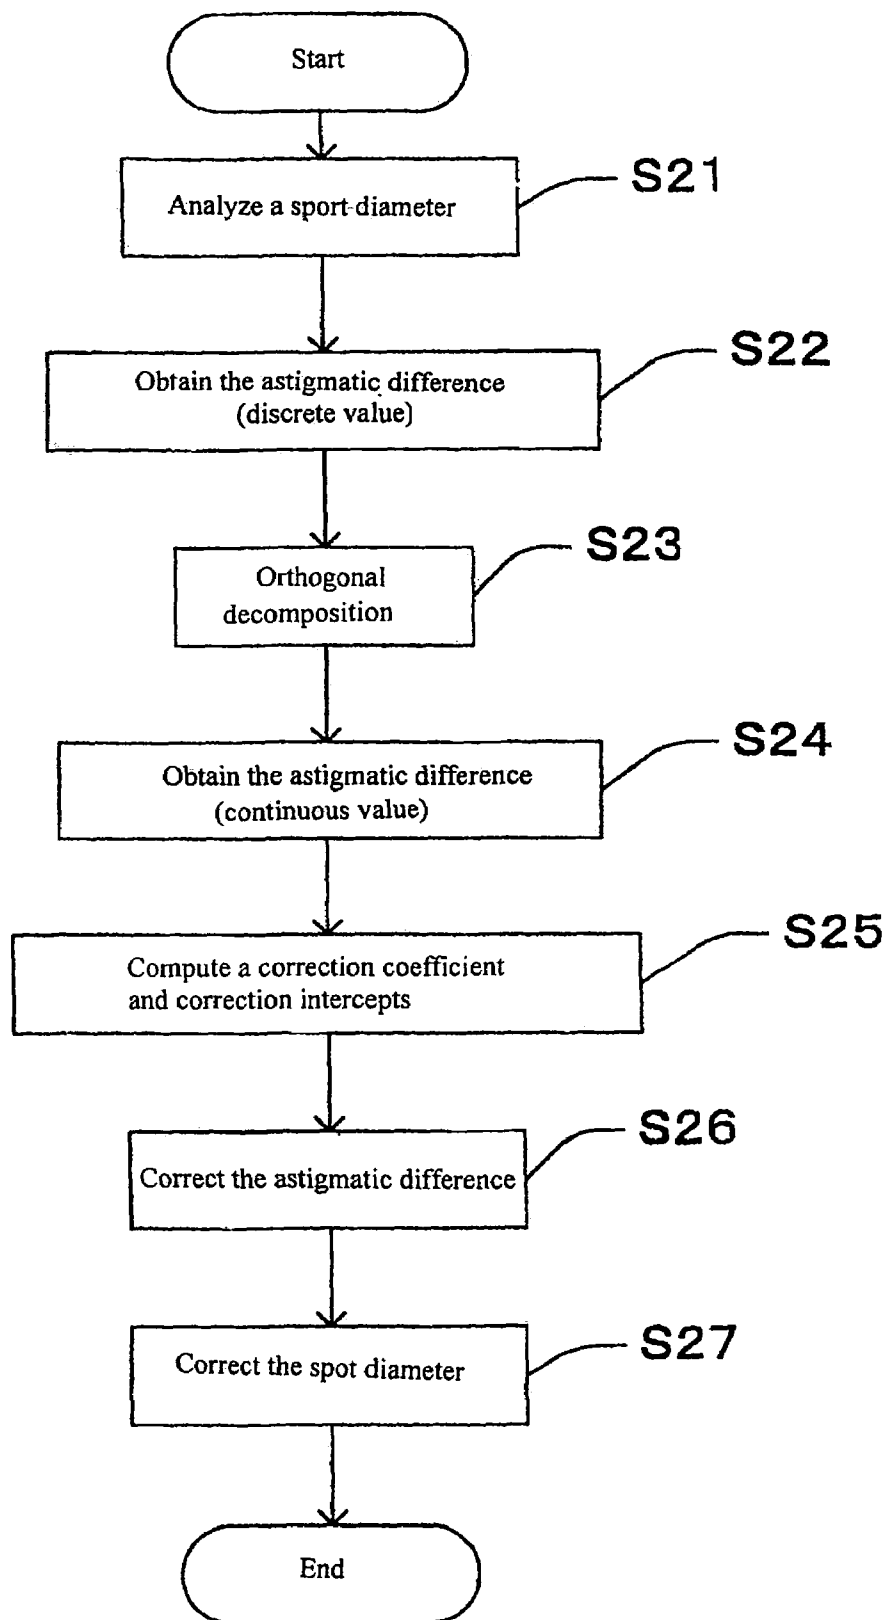 Start
S21
Analyze a sport diameter
S22
Obtain the astigmatic difference
(discrete value)
S23
Orthogonal
decomposition
S24
Obtain the astigmatic difference
(continuous value)
S25
Compute a correction coefficient
and correction intercepts
S26
Correct the astigmatic difference
S27
Correct the spot diameter
End